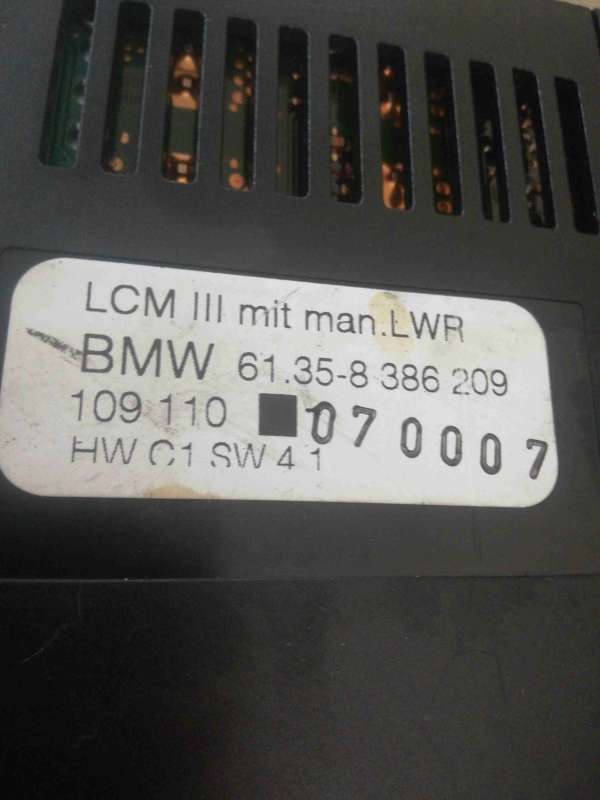 LCM III mit man.LWR
BMW 61.35-8 386 209
109 110 070007
HW C1 SW 4.1